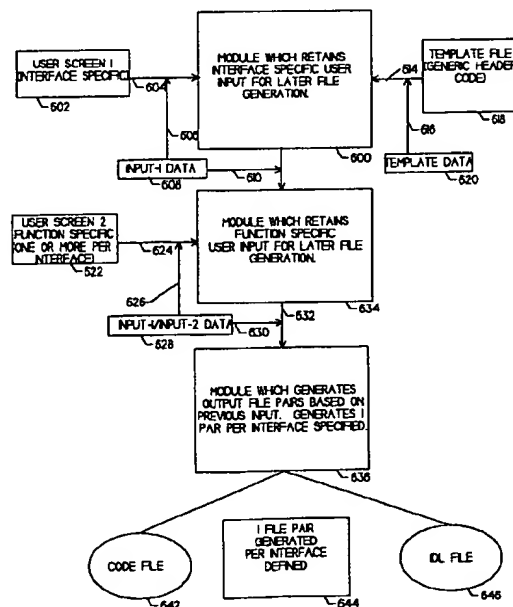 USER SCREEN 1
(INTERFACE SPECIFIC)
602
604
606
MODULE WHICH RETAINS
INTERFACE SPECIFIC USER
INPUT FOR LATER FILE
GENERATION.
600
614
616
TEMPLATE FILE
(GENERIC HEADER
CODE)
618
INPUT-1 DATA
608
610
TEMPLATE DATA
620
USER SCREEN 2
(FUNCTION SPECIFIC
(ONE OR MORE PER
INTERFACE)
622
624
626
MODULE WHICH RETAINS
FUNCTION SPECIFIC
USER INPUT FOR LATER FILE
GENERATION.
632
634
INPUT-1/INPUT-2 DATA
628
630
MODULE WHICH GENERATES
OUTPUT FILE PAIRS BASED ON
PREVIOUS INPUT. GENERATES 1
PAR PER INTERFACE SPECIFIED.
636
CODE FILE
642
1 FILE PAIR
GENERATED
PER INTERFACE
DEFINED
644
IDL FILE
646